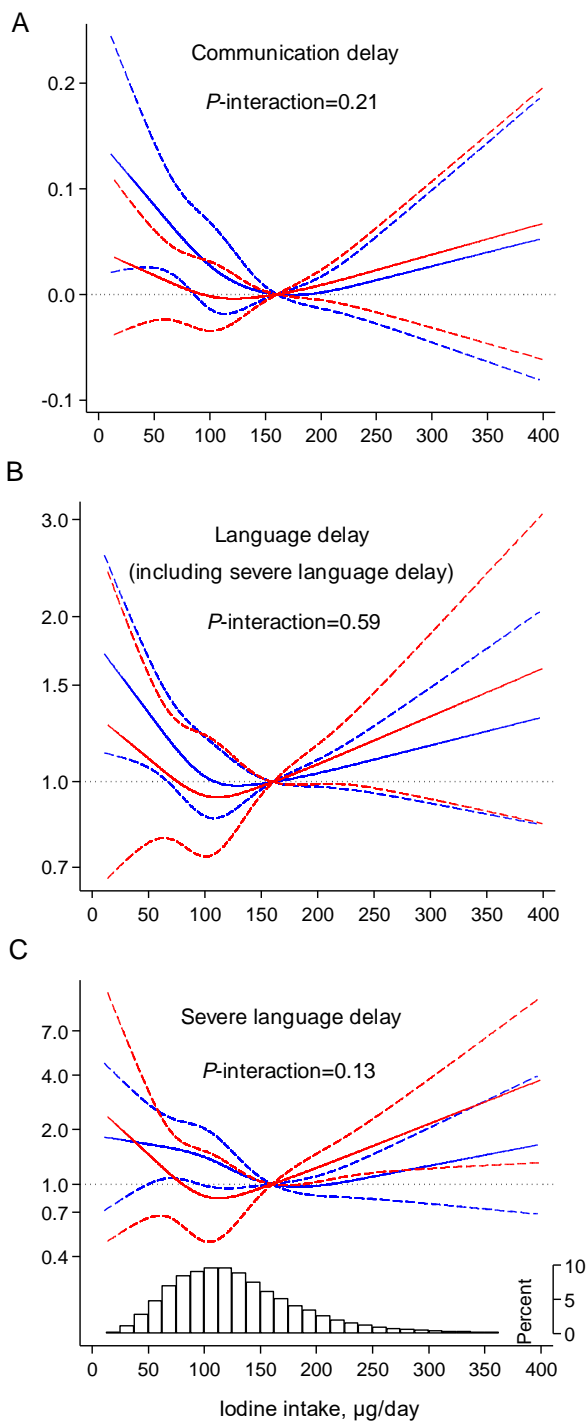 A
Communication delay
P-interaction=0.21
0.2
0.1
0.0
-0.1
0 50 100 150 200 250 300 350 400
B
Language delay
(including severe language delay)
P-interaction=0.59
3.0
2.0
1.5
1.0
0.7
0 50 100 150 200 250 300 350 400
C
Severe language delay
P-interaction=0.13
7.0
4.0
2.0
1.0
0.7
0.4
10
5
0
Percent
0 50 100 150 200 250 300 350 400
Iodine intake, µg/day